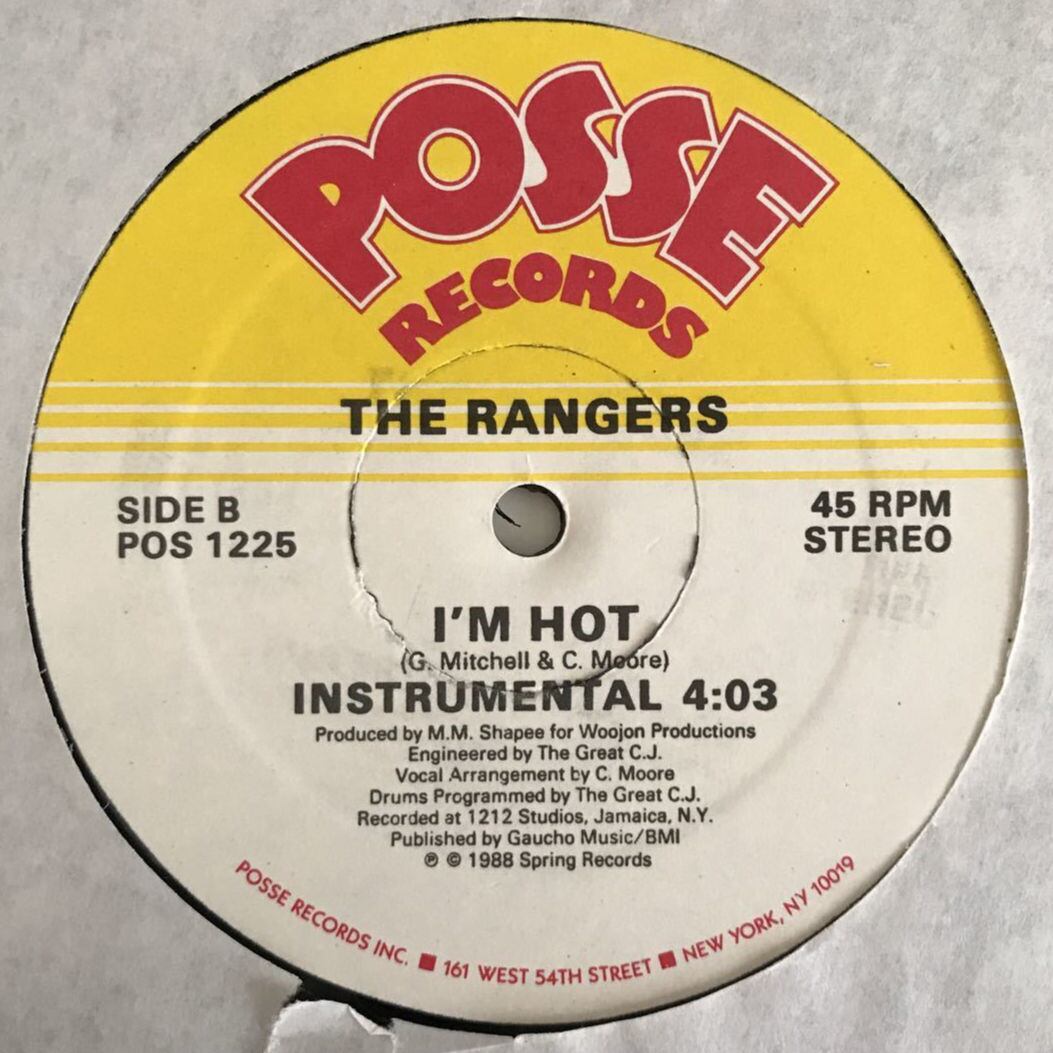 POSSE
RECORDS
THE RANGERS
SIDE B
POS 1225
45 RPM
STEREO
I'M HOT
(G. Mitchell & C. Moore)
INSTRUMENTAL 4:03
Produced by M.M. Shapee for Woojon Productions
Engineered by The Great C.J.
Vocal Arrangement by C. Moore
Drums Programmed by The Great C.J.
Recorded at 1212 Studios, Jamaica, N.Y.
Published by Gaucho Music/BMI
℗ © 1988 Spring Records
POSSE RECORDS INC. ■ 161 WEST 54TH STREET ■ NEW YORK, NY 10019